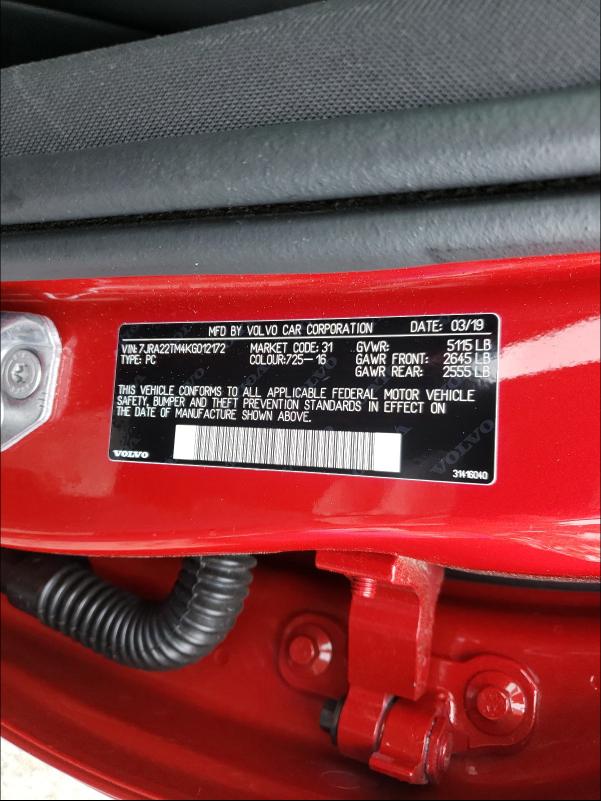 MFD BY VOLVO CAR CORPORATION DATE: 03/19
VIN:7JRA22TM4KG012172 MARKET CODE: 31 GVWR: 5115 LB
TYPE: PC COLOUR:725-16 GAWR FRONT: 2645 LB
GAWR REAR: 2555 LB
THIS VEHICLE CONFORMS TO ALL APPLICABLE FEDERAL MOTOR VEHICLE
SAFETY, BUMPER AND THEFT PREVENTION STANDARDS IN EFFECT ON
THE DATE OF MANUFACTURE SHOWN ABOVE.
VOLVO 31416040